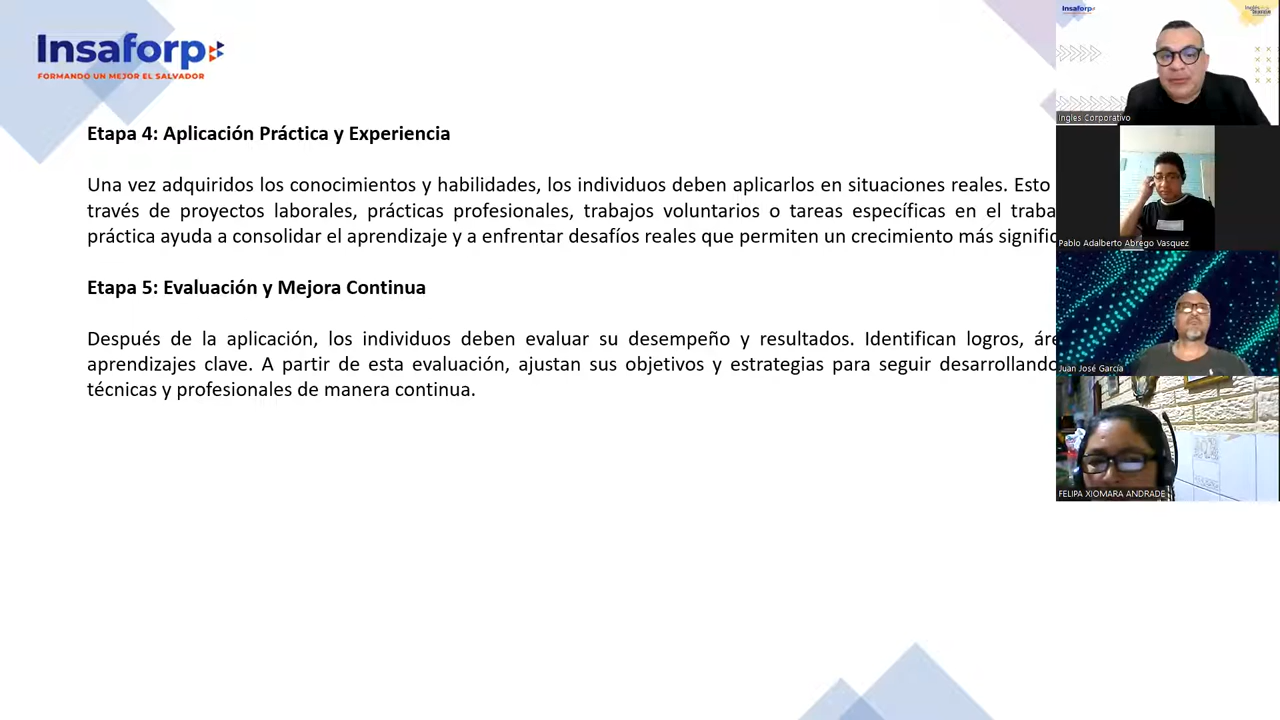 Insaforp
FORMANDO UN MEJOR EL SALVADOR
Etapa 4: Aplicación Práctica y Experiencia
Una vez adquiridos los conocimientos y habilidades, los individuos deben aplicarlos en situaciones reales. Esto
través de proyectos laborales, prácticas profesionales, trabajos voluntarios o tareas específicas en el traba
práctica ayuda a consolidar el aprendizaje y a enfrentar desafíos reales que permiten un crecimiento más signific
Etapa 5: Evaluación y Mejora Continua
Después de la aplicación, los individuos deben evaluar su desempeño y resultados. Identifican logros, áre
aprendizajes clave. A partir de esta evaluación, ajustan sus objetivos y estrategias para seguir desarrollando
técnicas y profesionales de manera continua.
Insaforp
Ingles Corporativo
Pablo Adalberto Abrego Vasquez
Juan José García
FELIPA XIOMARA ANDRADE